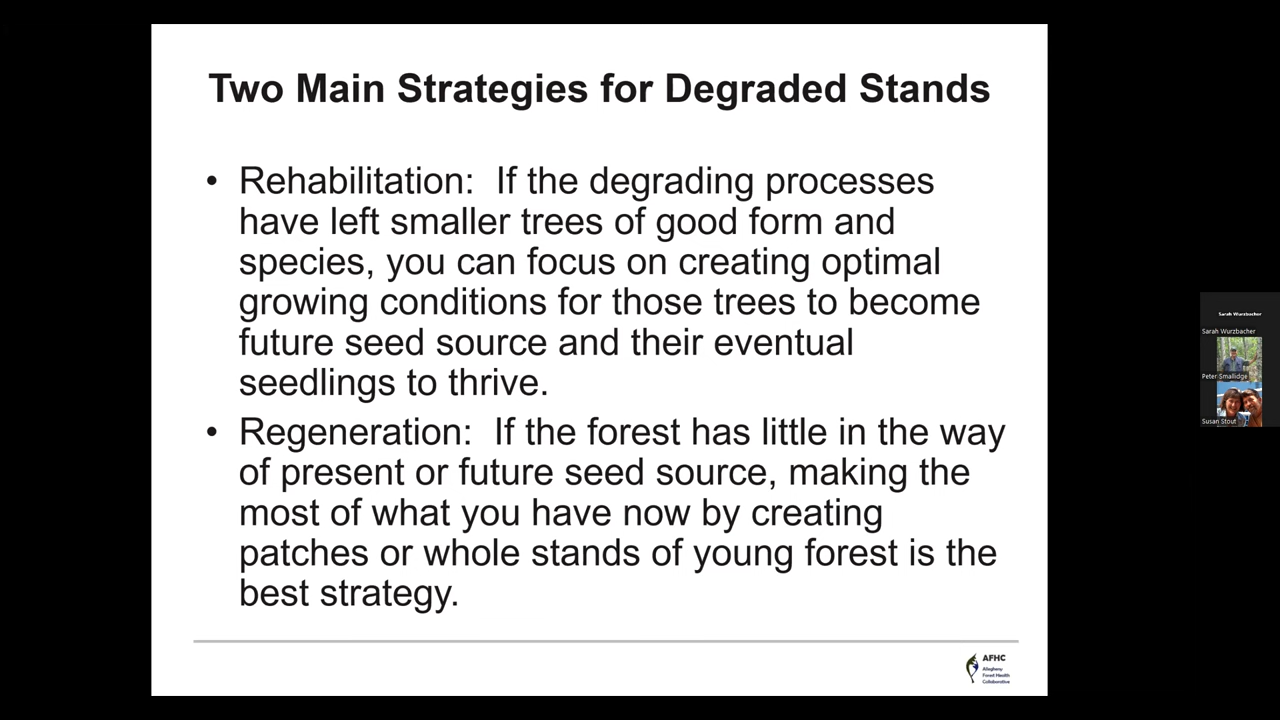 Two Main Strategies for Degraded Stands
• Rehabilitation: If the degrading processes
have left smaller trees of good form and
species, you can focus on creating optimal
growing conditions for those trees to become
future seed source and their eventual
seedlings to thrive.
• Regeneration: If the forest has little in the way
of present or future seed source, making the
most of what you have now by creating
patches or whole stands of young forest is the
best strategy.
AFHC
Allegheny
Forest Health
Collaborative
Sarah Wurzbacher
Sarah Wurzbacher
Peter Smallidge
Susan Stout